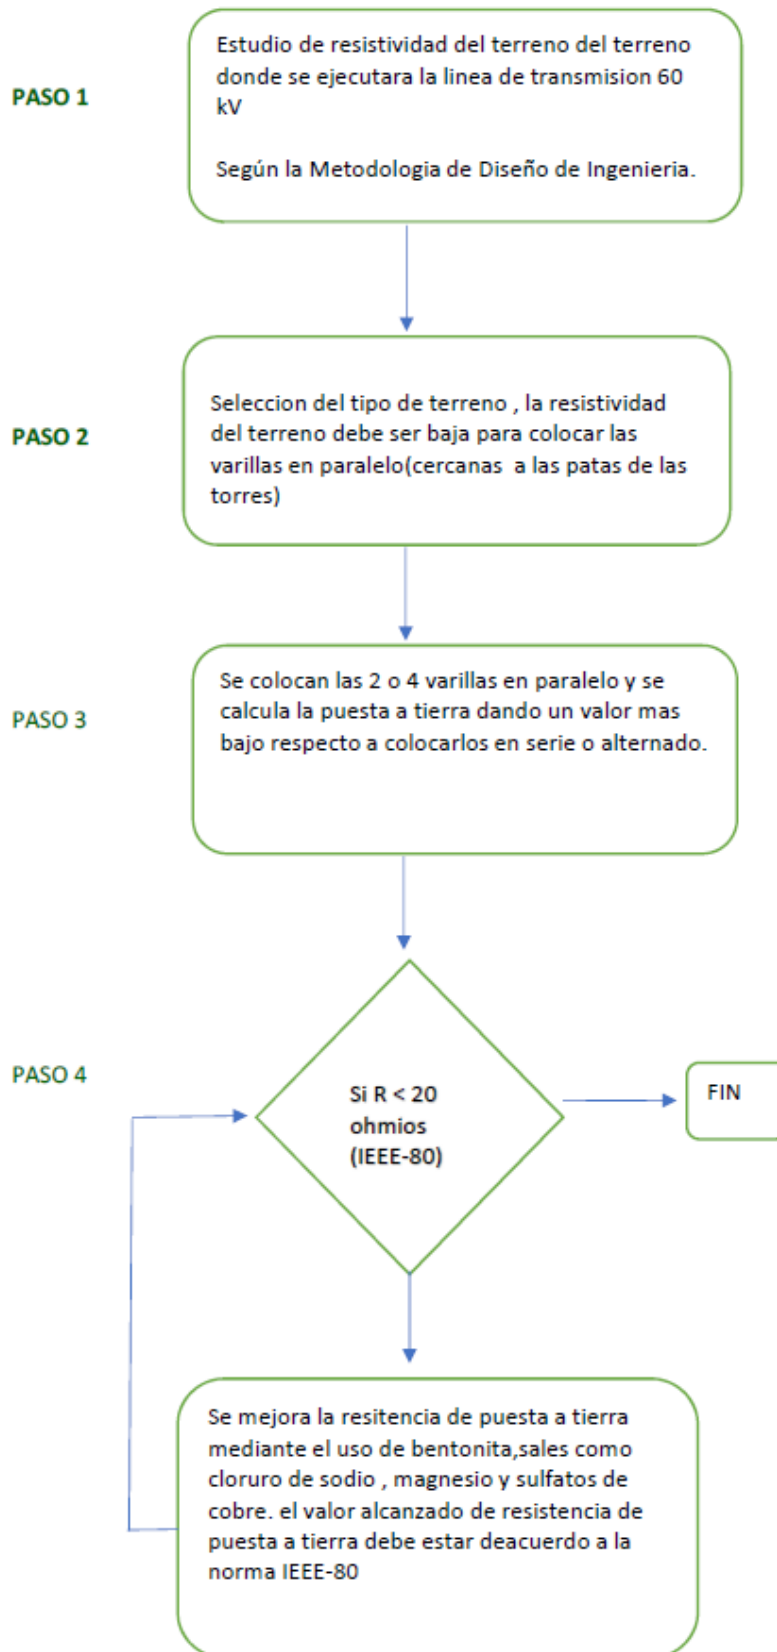 PASO 1
Estudio de resistividad del terreno del terreno
donde se ejecutara la linea de transmision 60
kV
Según la Metodologia de Diseño de Ingenieria.
PASO 2
Seleccion del tipo de terreno , la resistividad
del terreno debe ser baja para colocar las
varillas en paralelo(cercanas a las patas de las
torres)
PASO 3
Se colocan las 2 o 4 varillas en paralelo y se
calcula la puesta a tierra dando un valor mas
bajo respecto a colocarlos en serie o alternado.
PASO 4
Si R < 20
ohmios
(IEEE-80)
FIN
Se mejora la resitencia de puesta a tierra
mediante el uso de bentonita,sales como
cloruro de sodio , magnesio y sulfatos de
cobre. el valor alcanzado de resistencia de
puesta a tierra debe estar deacuerdo a la
norma IEEE-80